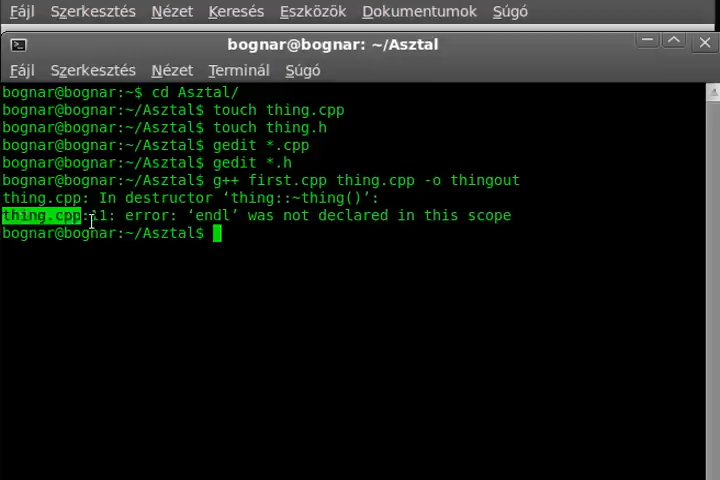 Fájl Szerkesztés Nézet Keresés Eszközök Dokumentumok Súgó
bognar@bognar: ~/Asztal
Fájl Szerkesztés Nézet Terminál Súgó
bognar@bognar:~$ cd Asztal/
bognar@bognar:~/Asztal$ touch thing.cpp
bognar@bognar:~/Asztal$ touch thing.h
bognar@bognar:~/Asztal$ gedit *.cpp
bognar@bognar:~/Asztal$ gedit *.h
bognar@bognar:~/Asztal$ g++ first.cpp thing.cpp -o thingout
thing.cpp: In destructor ‘thing::~thing()’:
thing.cpp:11: error: ‘endl’ was not declared in this scope
bognar@bognar:~/Asztal$